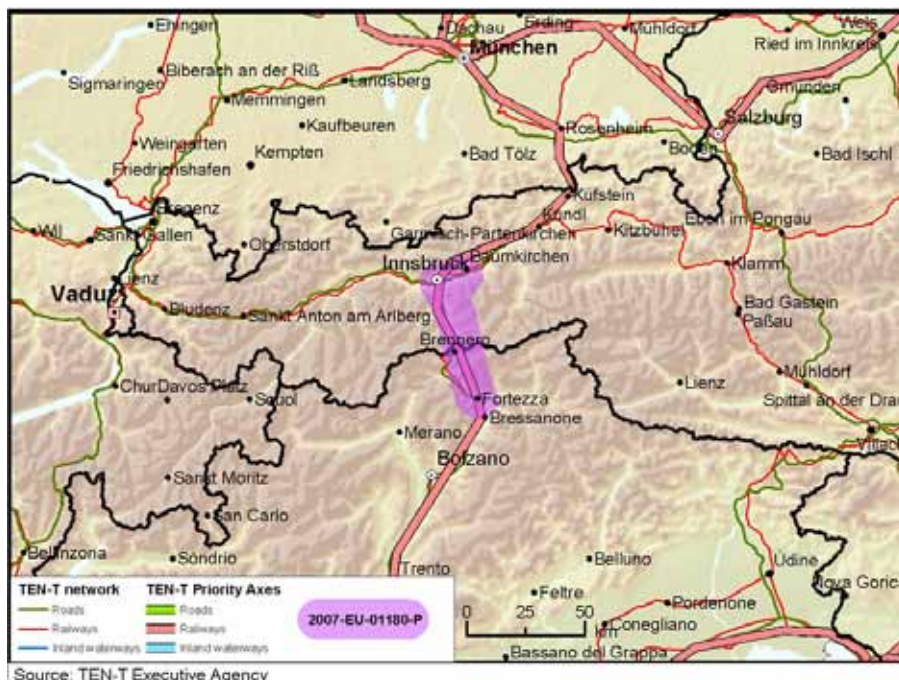 Ehingen
Dachau
Erding
Mühldorf
Wels
München
Ried im Innkreis
Sigmaringen
Biberach an der Riß
Landsberg
Gmunden
Memmingen
Salzburg
Kaufbeuren
Rosenheim
Weingarten
Kempten
Bad Tölz
Bad Ischl
Friedrichshafen
Kufstein
Bregenz
Kundl
Wil
Sankt Gallen
Oberstdorf
Garmisch-Partenkirchen
Kitzbühel
Eben im Pongau
Innsbruck
Baumkirchen
Klamm
Vaduz
Bludenz
Sankt Anton am Arlberg
Bad Gastein
Paßau
Brennero
Chur
Davos Platz
Scuol
Lienz
Mühldorf
Fortezza
Spittal an der Drau
Bressanone
Merano
Villach
Bolzano
Sankt Moritz
San Carlo
Bellinzona
Sondrio
Belluno
Udine
Trento
Nova Gorica
Feltre
Pordenone
Conegliano
Bassano del Grappa
TEN-T network
Roads
Railways
Inland waterways
TEN-T Priority Axes
Roads
Railways
Inland waterways
2007-EU-01180-P
0 25 50
km
Source: TEN-T Executive Agency